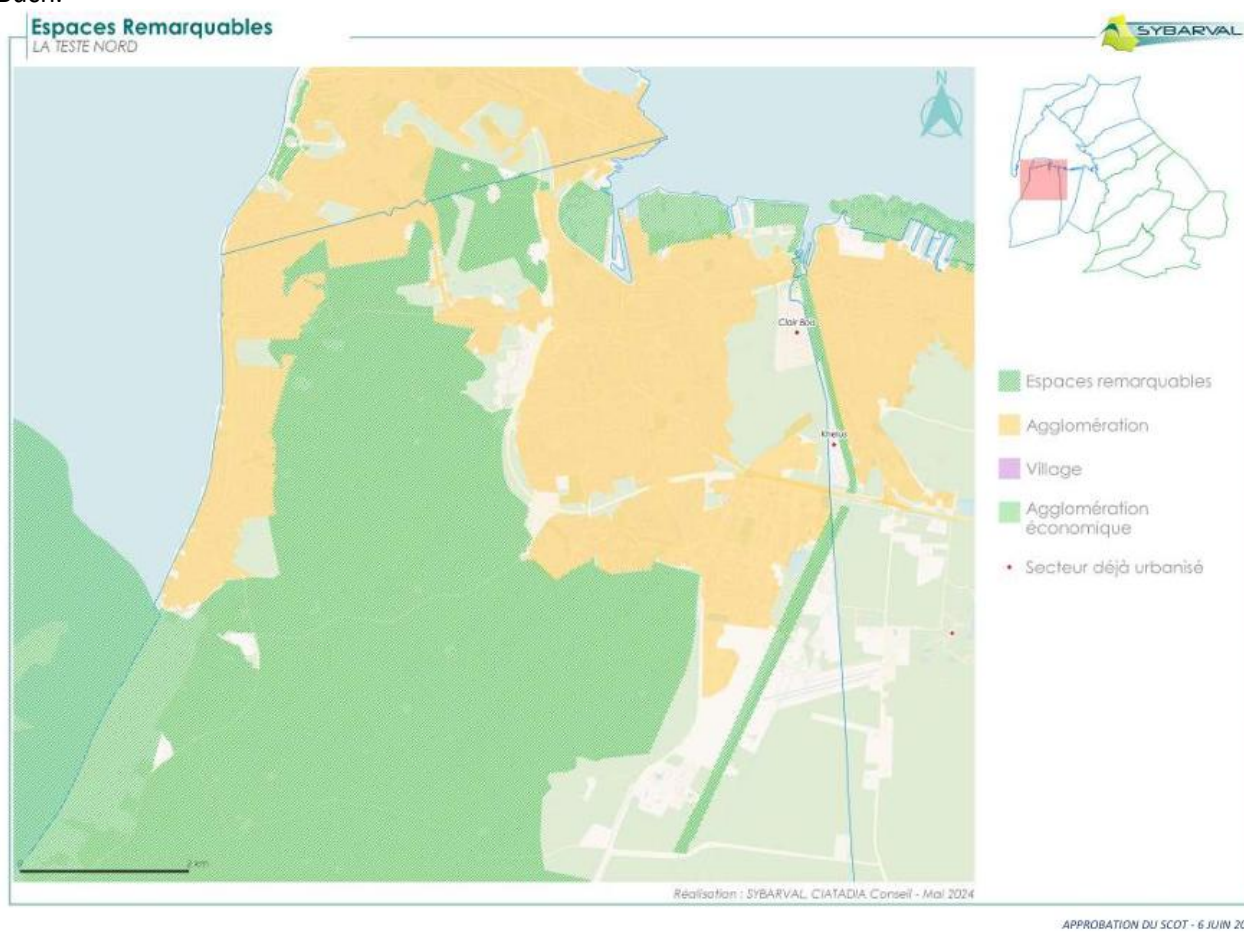 Espaces Remarquables
LA TESTE NORD
SYBARVAL
N
Clair Bois
Espaces remarquables
Agglomération
Village
Agglomération
économique
Secteur déjà urbanisé
0
2 km
Réalisation : SYBARVAL, CIATADIA Conseil - Mai 2024
APPROBATION DU SCOT - 6 JUIN 20